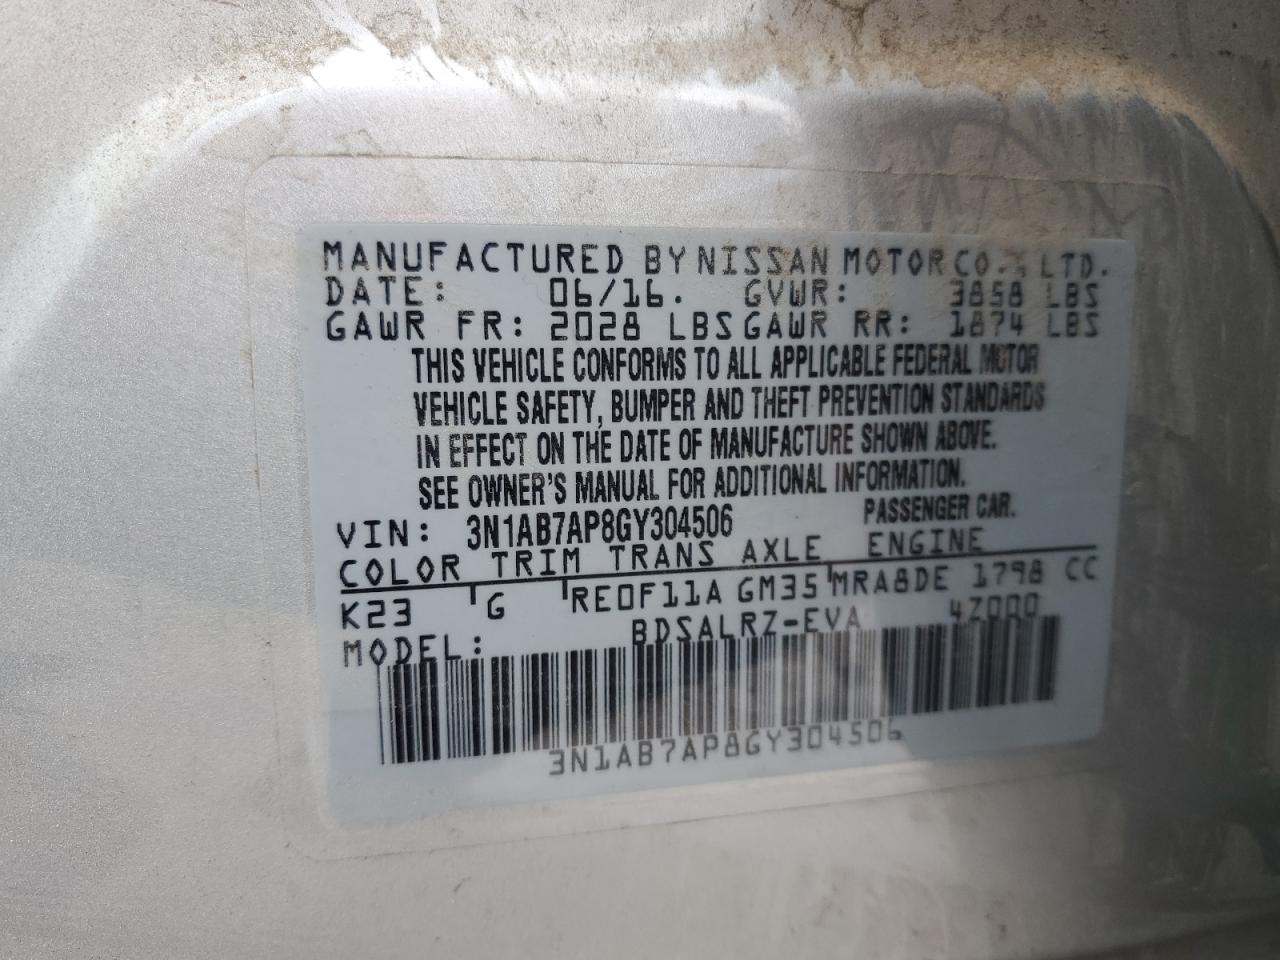 MANUFACTURED BY NISSAN MOTOR CO., LTD.
DATE: 06/16. GVWR: 3858 LBS
GAWR FR: 2028 LBS GAWR RR: 1874 LBS
THIS VEHICLE CONFORMS TO ALL APPLICABLE FEDERAL MOTOR
VEHICLE SAFETY, BUMPER AND THEFT PREVENTION STANDARDS
IN EFFECT ON THE DATE OF MANUFACTURE SHOWN ABOVE.
SEE OWNER'S MANUAL FOR ADDITIONAL INFORMATION.
VIN: 3N1AB7AP8GY304506 PASSENGER CAR.
COLOR TRIM TRANS AXLE ENGINE
K23 G RE0F11A GM35 MRA8DE 1798 CC
MODEL: BDSALRZ-EVA 4Z000
3N1AB7AP8GY304506